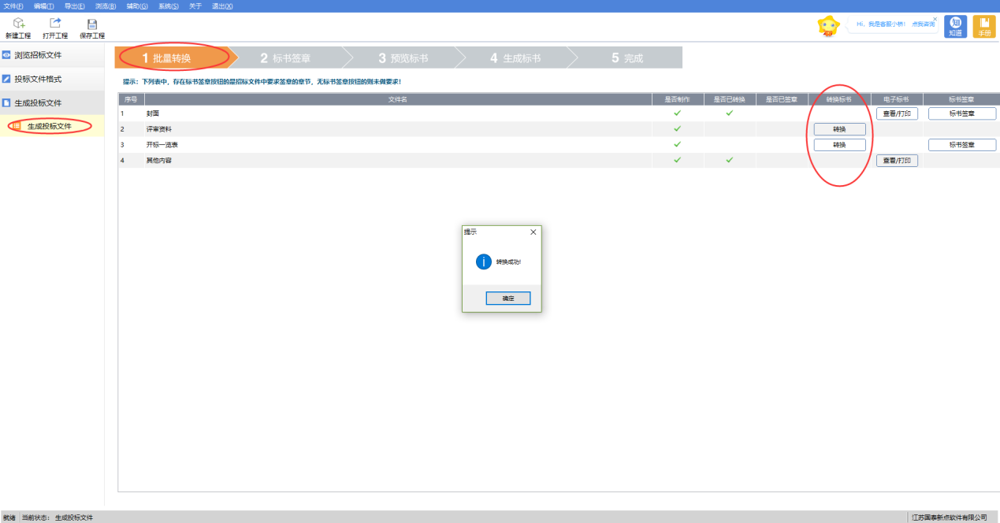 文件(F) 编辑(T) 导出(E) 浏览(B) 辅助(G) 系统(S) 关于 退出(X)
新建工程 打开工程 保存工程
Hi，我是客服小桥！ 点我咨询
知
知道
手册
浏览招标文件
投标文件格式
生成投标文件
生成投标文件
1 批量转换 2 标书签章 3 预览标书 4 生成标书 5 完成
提示：下列表中，存在标书签章按钮的是招标文件中要求签章的章节，无标书签章按钮的则未做要求！
序号 文件名 是否制作 是否已转换 是否已签章 转换标书 电子标书 标书签章
1 封面 查看/打印 标书签章
2 评审资料 转换
3 开标一览表 转换 标书签章
4 其他内容 查看/打印
提示
转换成功!
确定
就绪 当前状态： 生成投标文件 江苏国泰新点软件有限公司